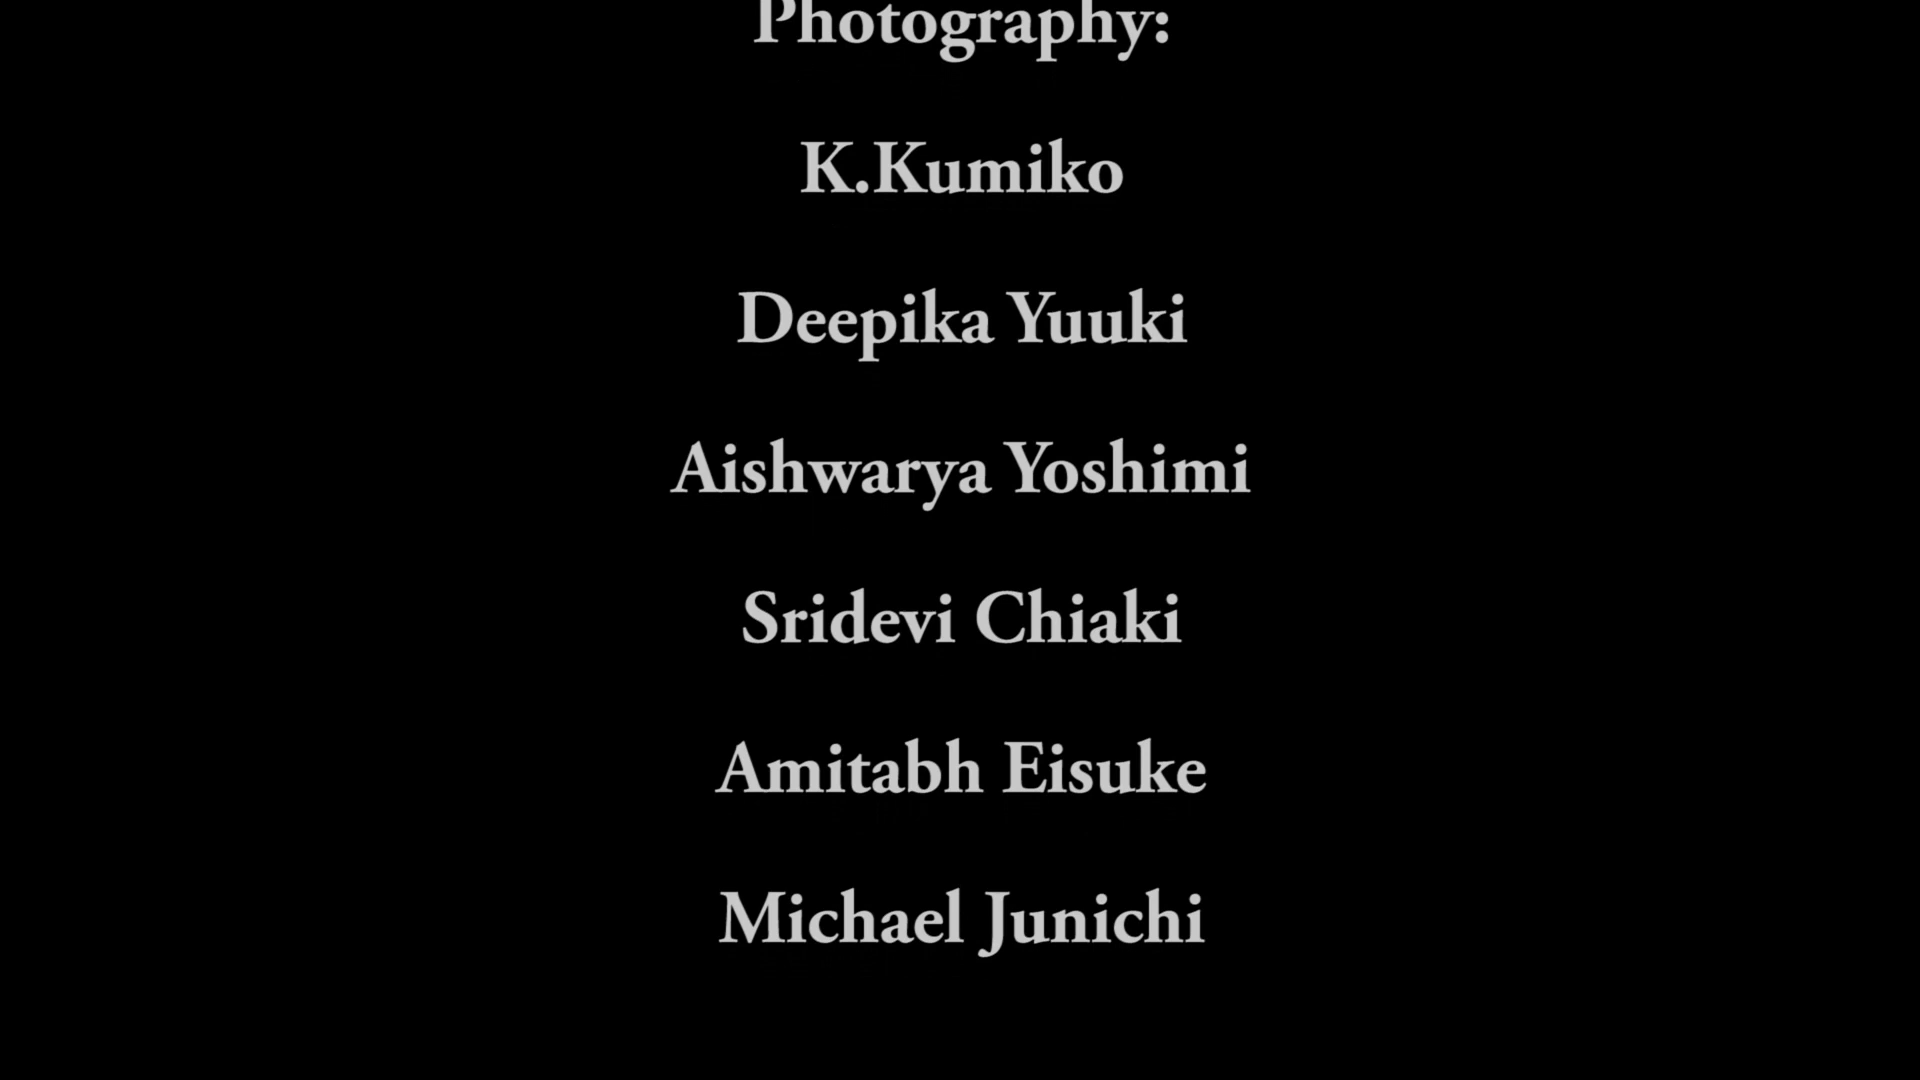 Photography:
K.Kumiko
Deepika Yuuki
Aishwarya Yoshimi
Sridevi Chiaki
Amitabh Eisuke
Michael Junichi